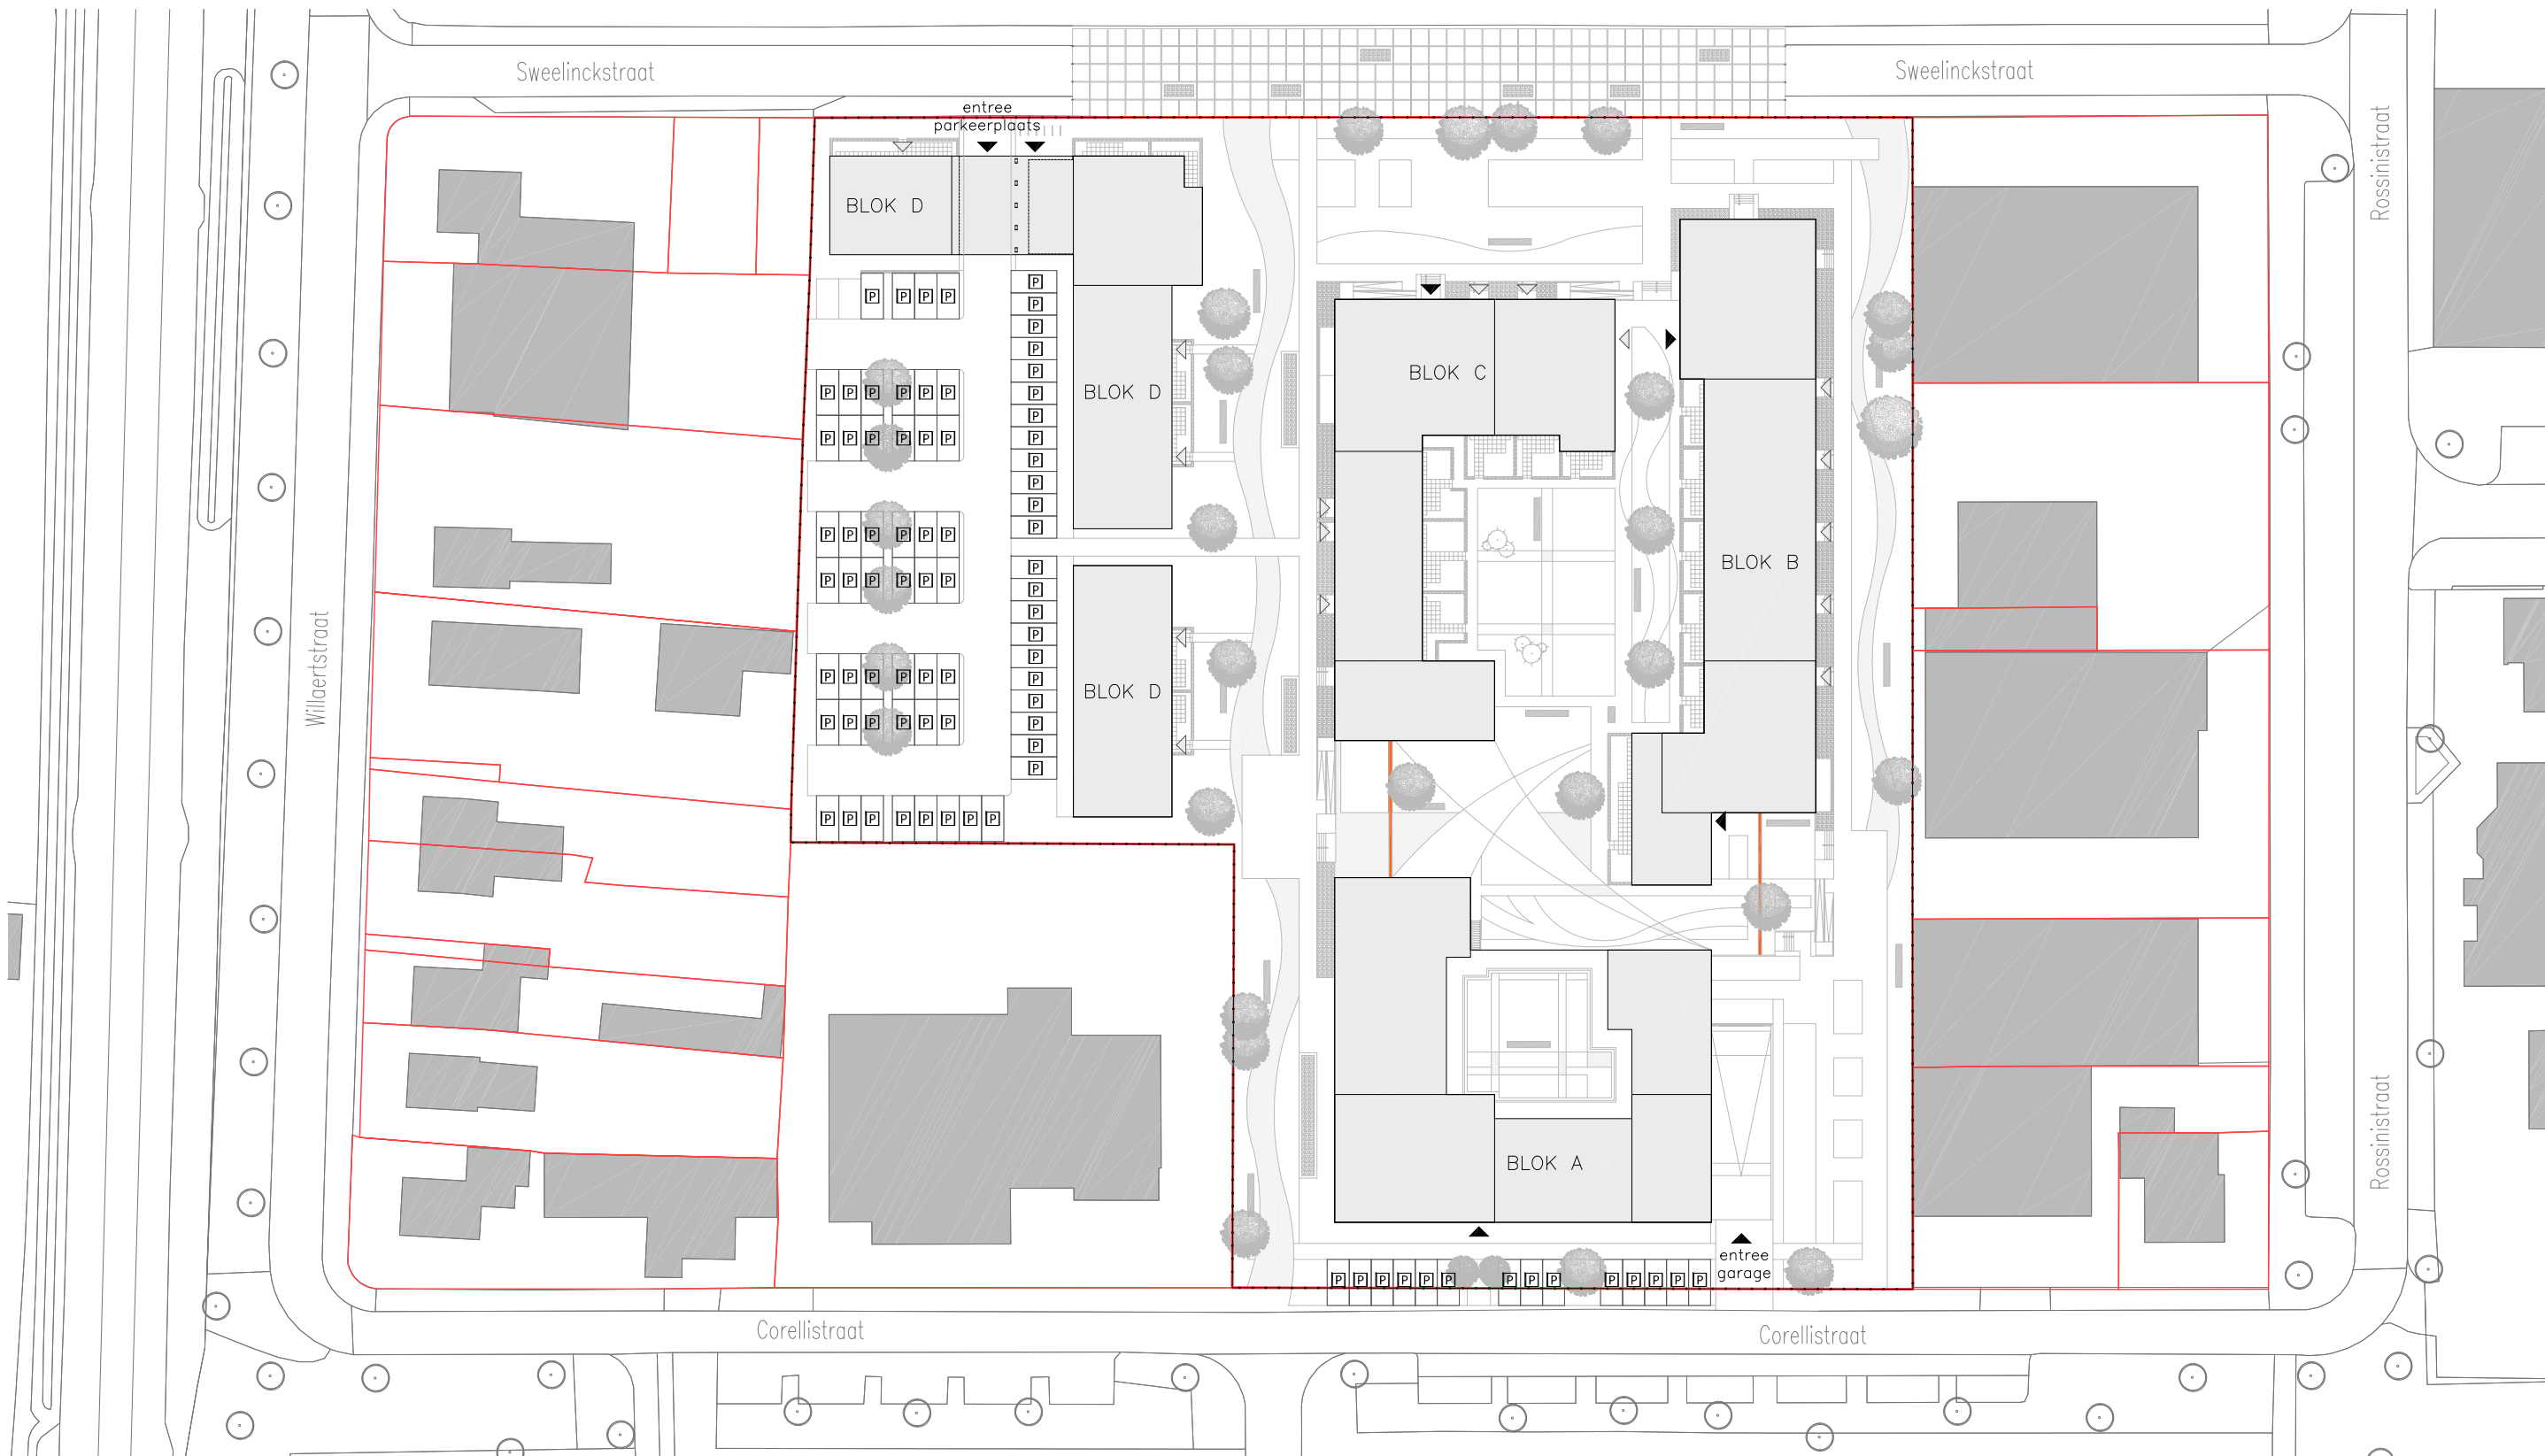 Sweelinckstraat
Sweelinckstraat
entree
parkeerplaats
Rossinistraat
BLOK D
P P P P
P
P
P
P
P
P
P
P
P
P
P
P
BLOK C
BLOK D
P P P P P P
P P P P P P
P P P P P P
P P P P P P
BLOK B
P
P
P
P
P
P
P
P
P
P
Willaertstraat
P P P P P P
BLOK D
P P P P P P
P P P P P P P P
Rossinistraat
BLOK A
entree
garage
P P P P P P P P P P P P P P
Corellistraat
Corellistraat